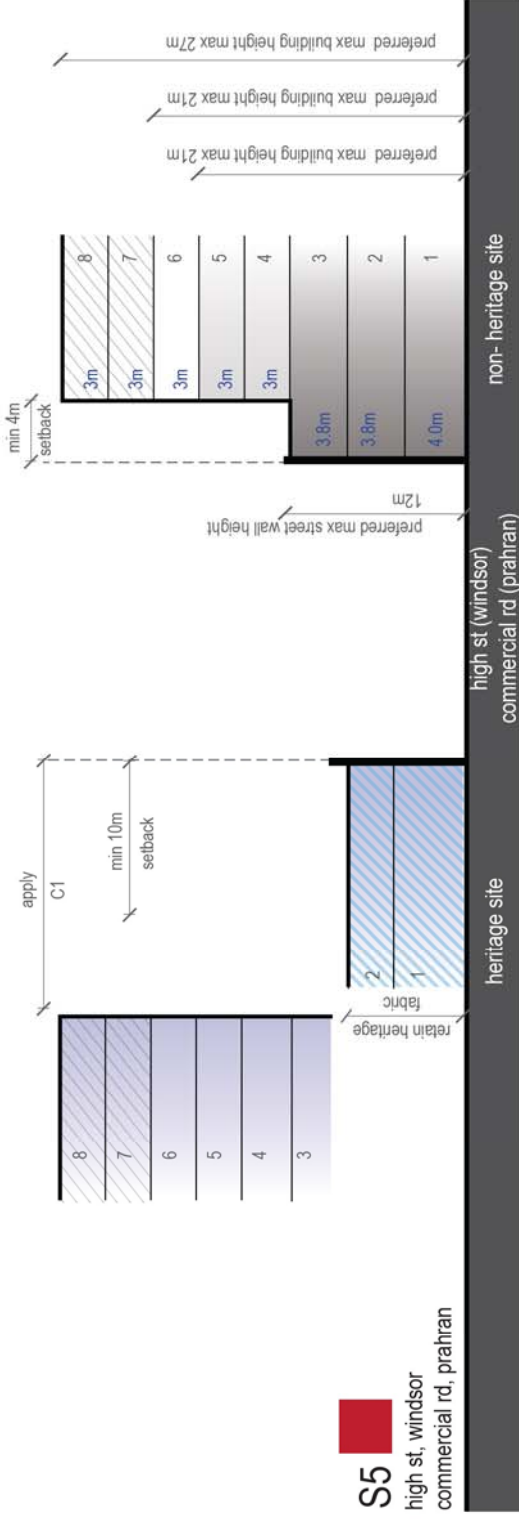 S5
high st, windsor
commercial rd, prahran
8
7
6
5
4
3
apply
C1
min 10m
setback
2
1
retain heritage
fabric
heritage site
high st (windsor)
commercial rd (prahran)
preferred max street wall height
12m
min 4m
setback
3m
8
3m
7
3m
6
3m
5
3m
4
3.8m
3
3.8m
2
4.0m
1
non- heritage site
preferred max building height max 21m
preferred max building height max 21m
preferred max building height max 27m